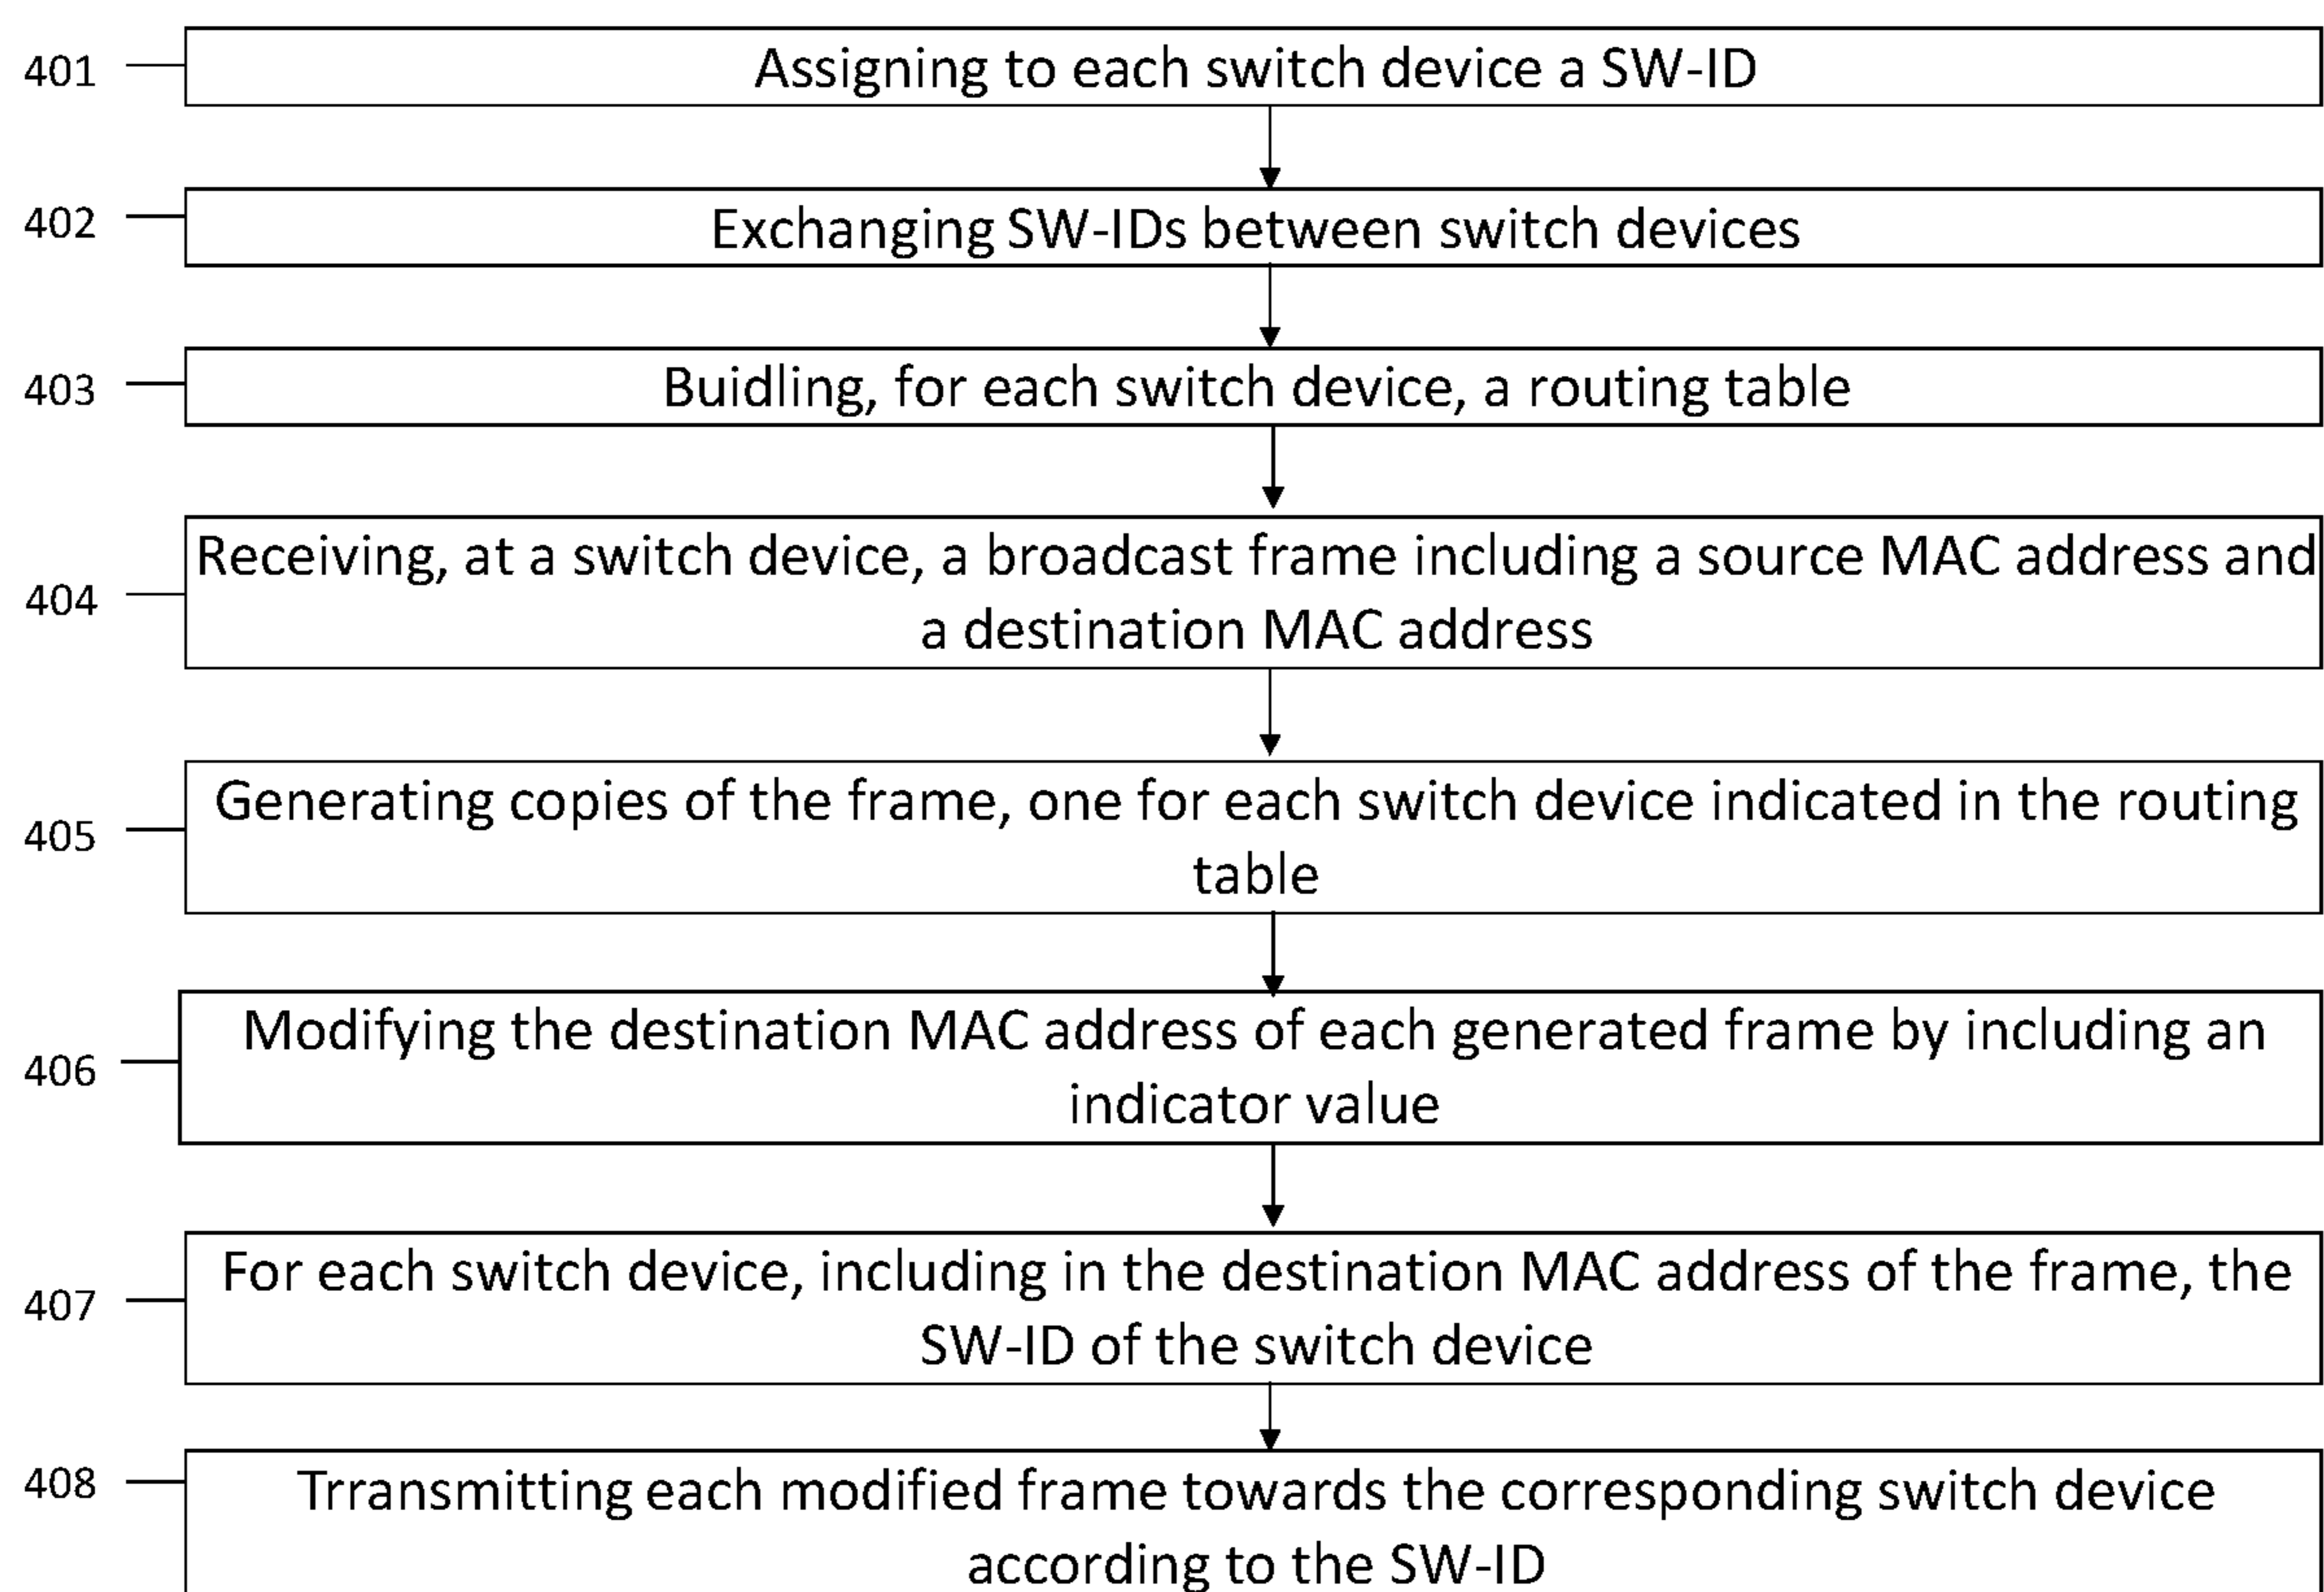 401
Assigning to each switch device a SW-ID
402
Exchanging SW-IDs between switch devices
403
Buidling, for each switch device, a routing table
404
Receiving, at a switch device, a broadcast frame including a source MAC address and
a destination MAC address
405
Generating copies of the frame, one for each switch device indicated in the routing
table
406
Modifying the destination MAC address of each generated frame by including an
indicator value
407
For each switch device, including in the destination MAC address of the frame, the
SW-ID of the switch device
408
Trransmitting each modified frame towards the corresponding switch device
according to the SW-ID